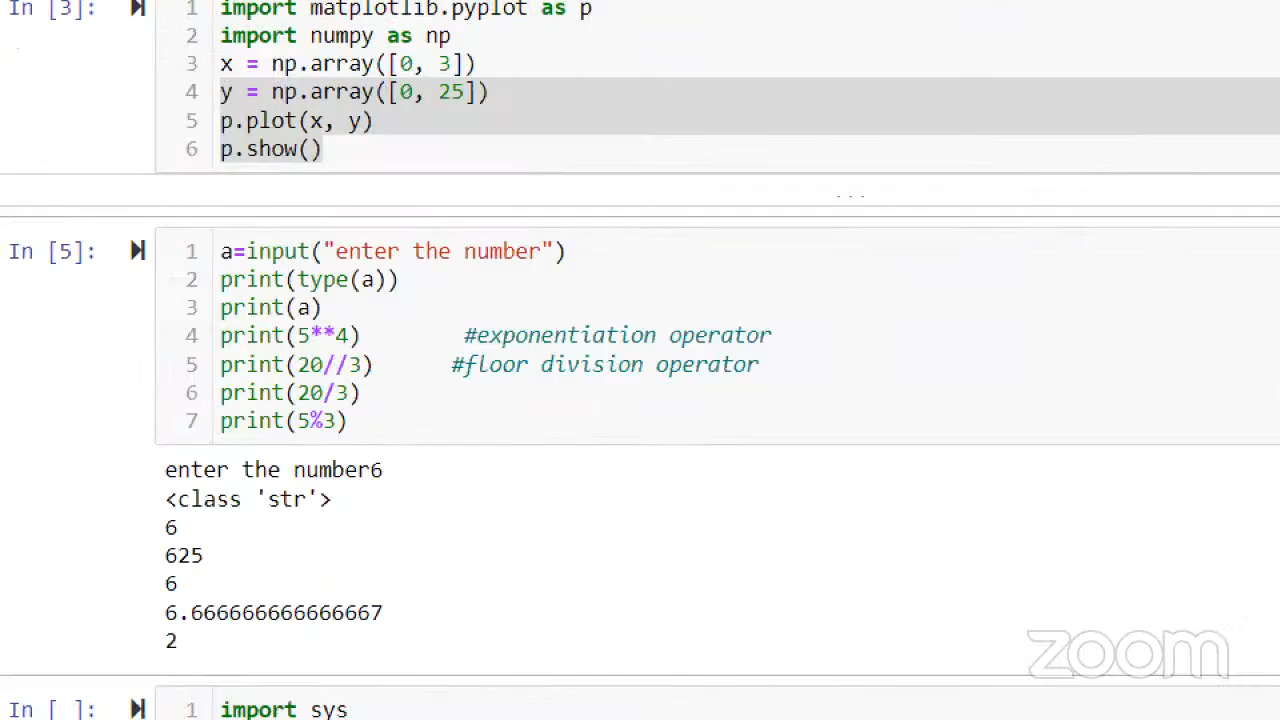 In [3]: 1 import matplotlib.pyplot as p
2 import numpy as np
3 x = np.array([0, 3])
4 y = np.array([0, 25])
5 p.plot(x, y)
6 p.show()
...
In [5]: 1 a=input("enter the number")
2 print(type(a))
3 print(a)
4 print(5**4) #exponentiation operator
5 print(20//3) #floor division operator
6 print(20/3)
7 print(5%3)
enter the number6
<class 'str'>
6
625
6
6.666666666666667
2
zoom
In [ ]: 1 import sys